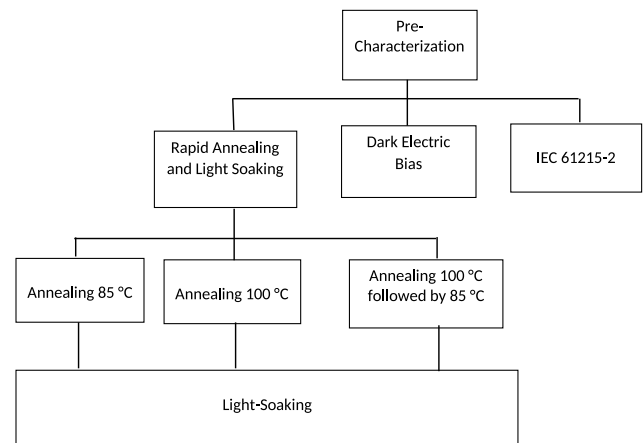 Pre-
Characterization
Rapid Annealing
and Light Soaking
Dark Electric
Bias
IEC 61215-2
Annealing 85 °C
Annealing 100 °C
Annealing 100 °C
followed by 85 °C
Light-Soaking